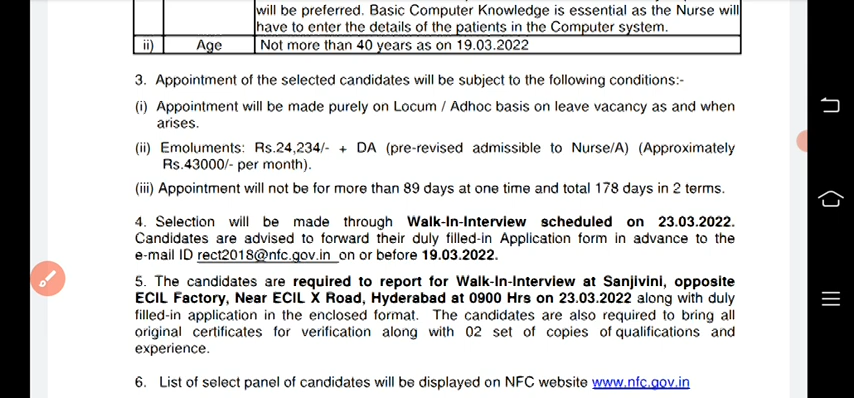 will be preferred. Basic Computer Knowledge is essential as the Nurse will
have to enter the details of the patients in the Computer system.
ii) Age Not more than 40 years as on 19.03.2022
3. Appointment of the selected candidates will be subject to the following conditions:-
(i) Appointment will be made purely on Locum / Adhoc basis on leave vacancy as and when
arises.
(ii) Emoluments: Rs.24,234/- + DA (pre-revised admissible to Nurse/A) (Approximately
Rs.43000/- per month).
(iii) Appointment will not be for more than 89 days at one time and total 178 days in 2 terms.
4. Selection will be made through Walk-In-Interview scheduled on 23.03.2022.
Candidates are advised to forward their duly filled-in Application form in advance to the
e-mail ID rect2018@nfc.gov.in on or before 19.03.2022.
5. The candidates are required to report for Walk-In-Interview at Sanjivini, opposite
ECIL Factory, Near ECIL X Road, Hyderabad at 0900 Hrs on 23.03.2022 along with duly
filled-in application in the enclosed format. The candidates are also required to bring all
original certificates for verification along with 02 set of copies of qualifications and
experience.
6. List of select panel of candidates will be displayed on NFC website www.nfc.gov.in